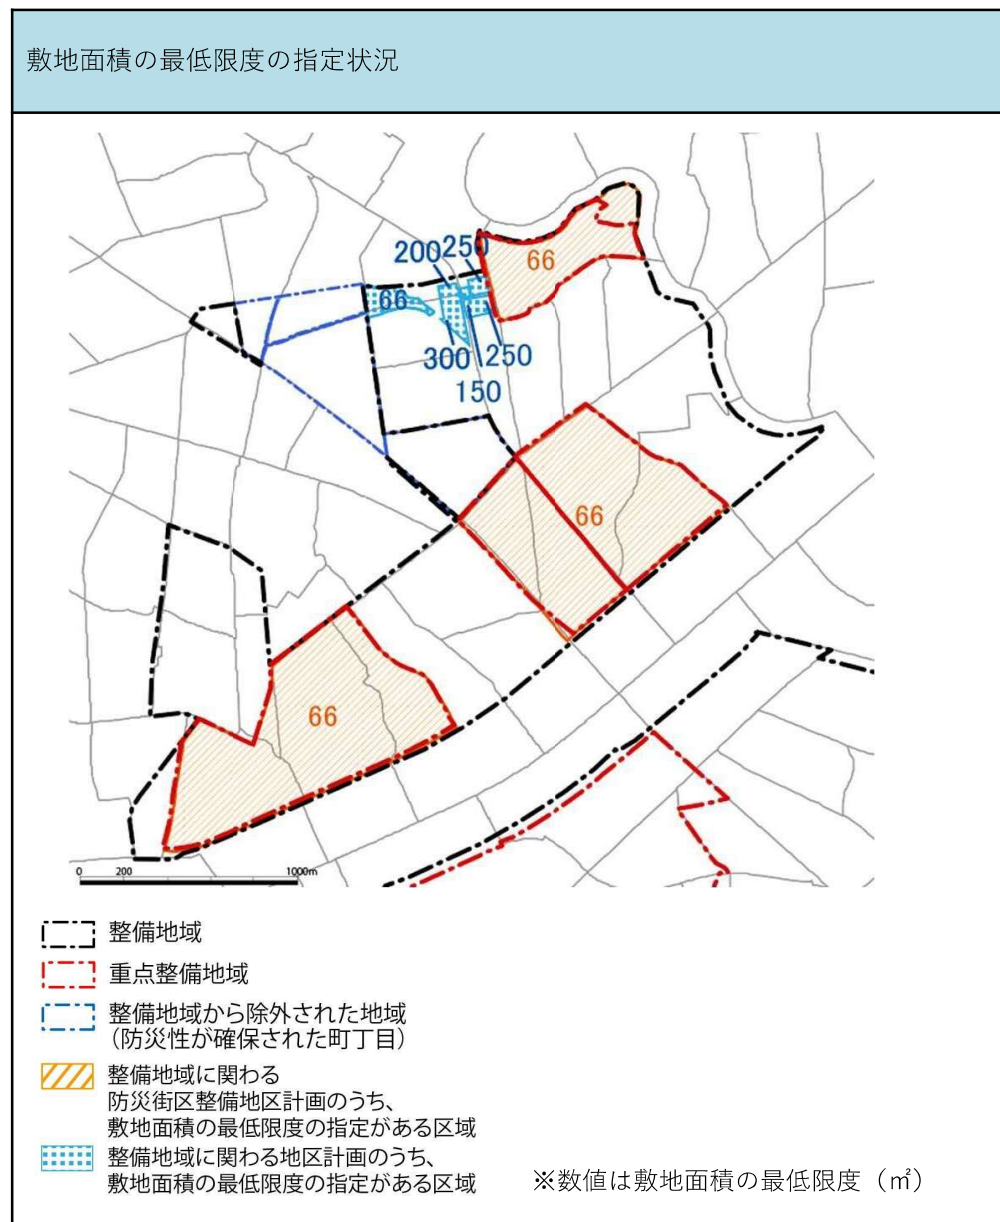 敷地面積の最低限度の指定状況
66
200
250
66
300
250
150
66
66
0 200 1000m
整備地域
重点整備地域
整備地域から除外された地域
（防災性が確保された町丁目）
整備地域に関わる
防災街区整備地区計画のうち、
敷地面積の最低限度の指定がある区域
整備地域に関わる地区計画のうち、
敷地面積の最低限度の指定がある区域
※数値は敷地面積の最低限度（㎡）